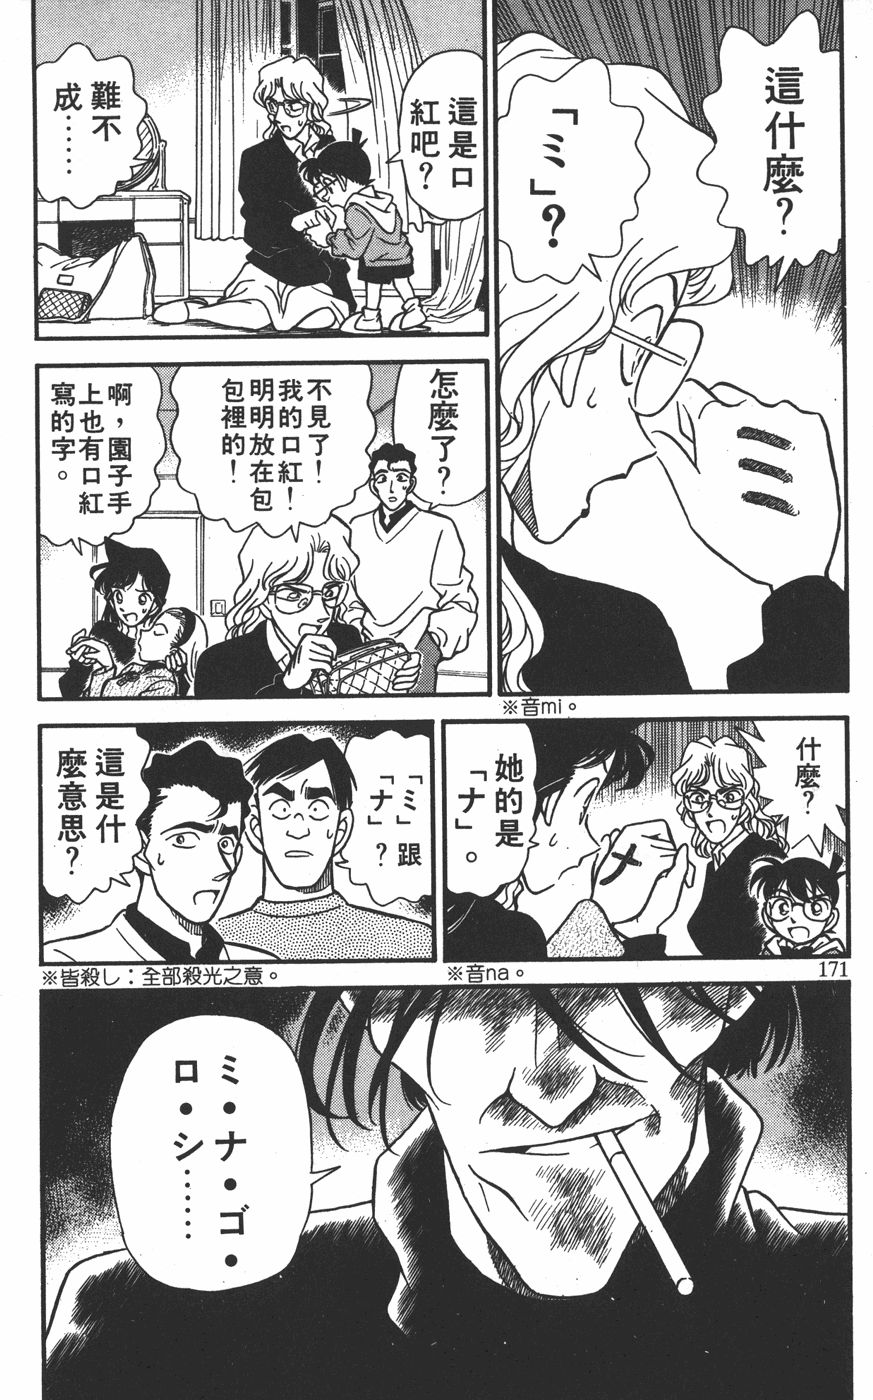 這什麼？
「ミ」？
※音mi。
這是口
紅吧？
難不
成……
怎麼了？
不見了！
我的口紅！
明明放在包
包裡的！
啊，園子手
上也有口紅
寫的字。
什麼？
ミ
ナ
她的是
「ナ」。
※音na。
171
「ミ」跟
「ナ」？
這是什
麼意思？
※皆殺し：全部殺光之意。
ミ・ナ・ゴ・
ロ・シ……